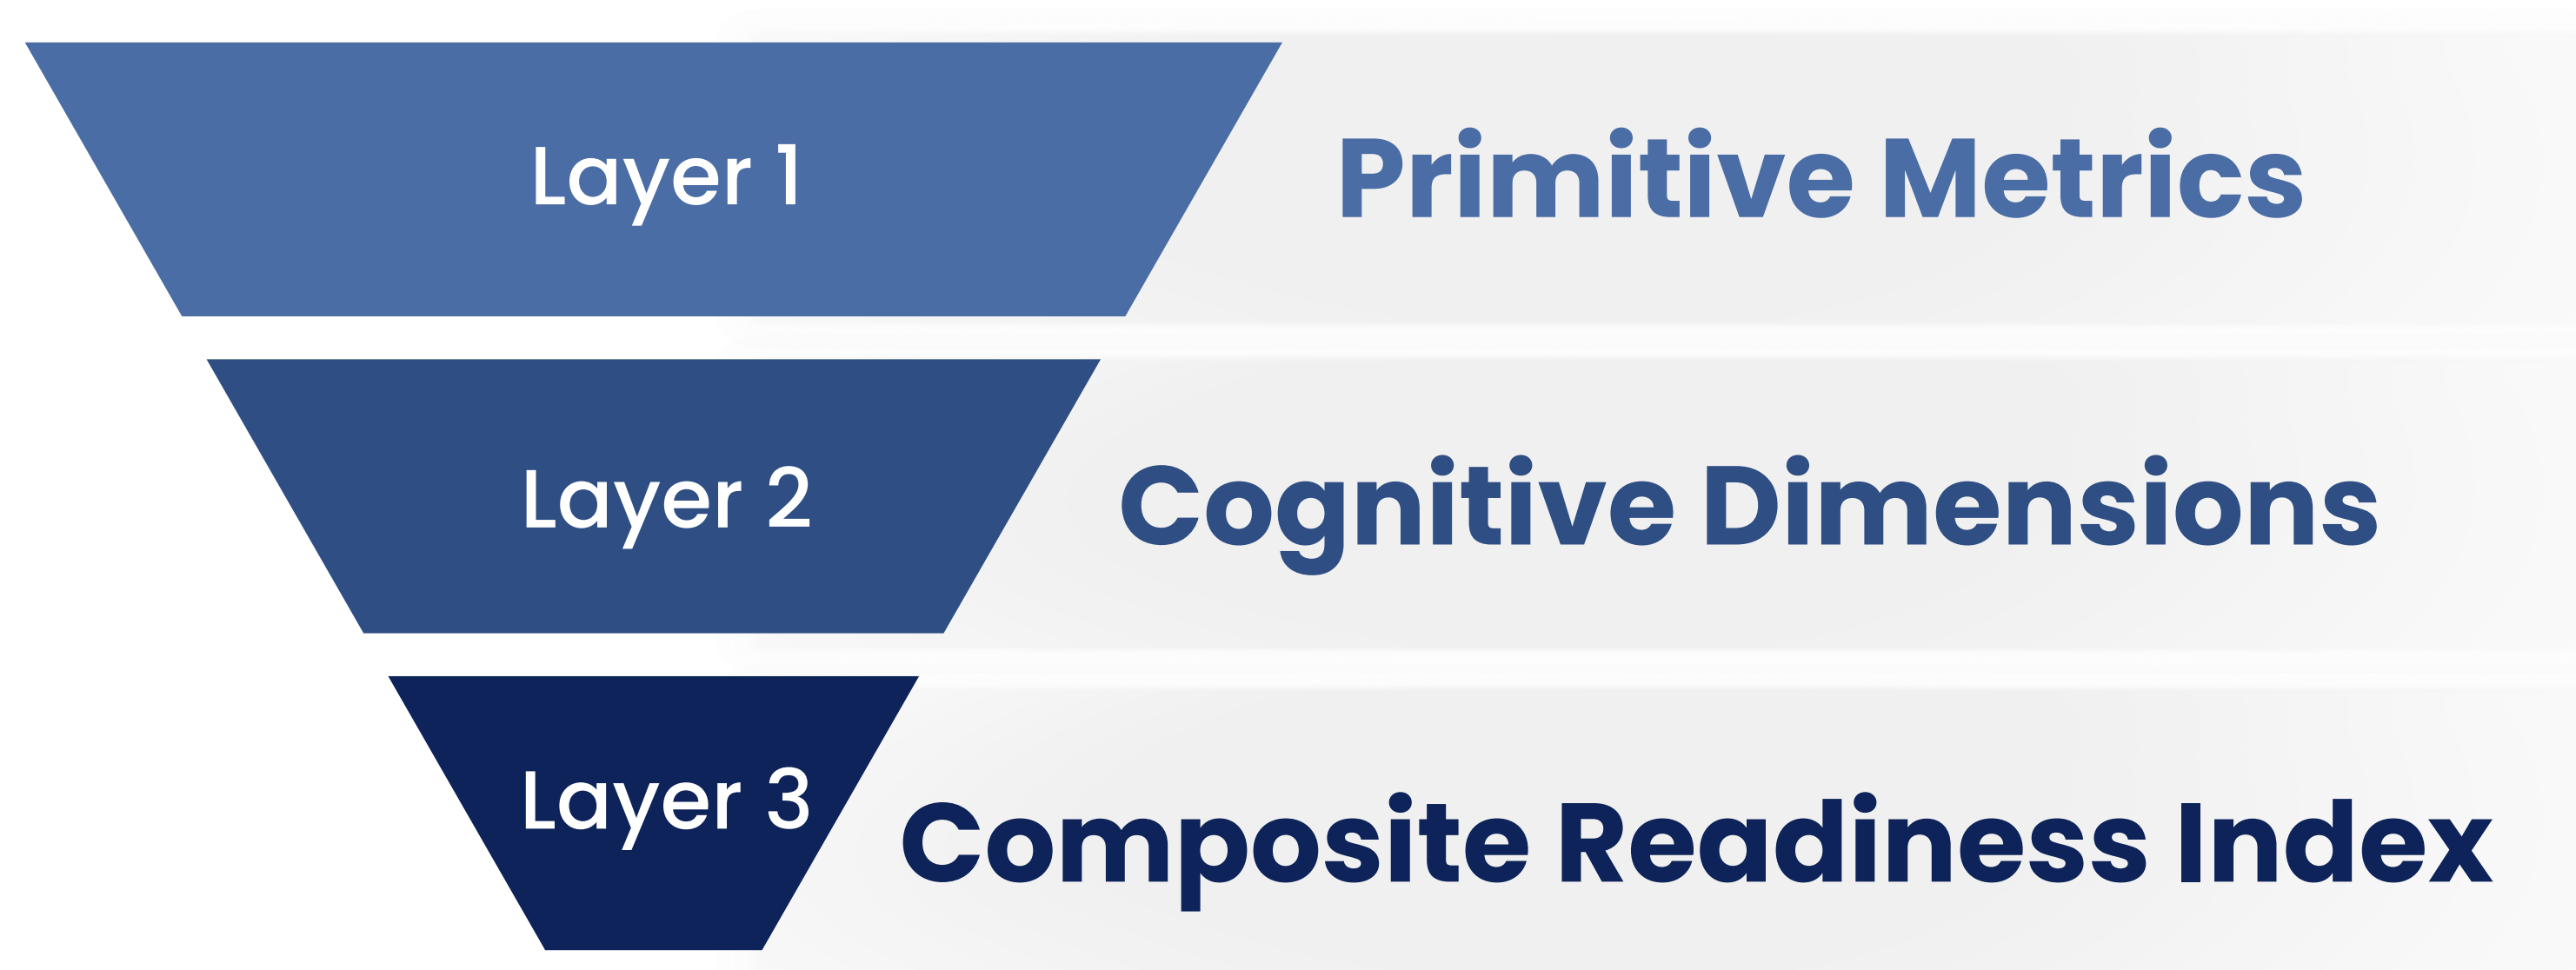 Layer 1
Primitive Metrics
Layer 2
Cognitive Dimensions
Layer 3
Composite Readiness Index